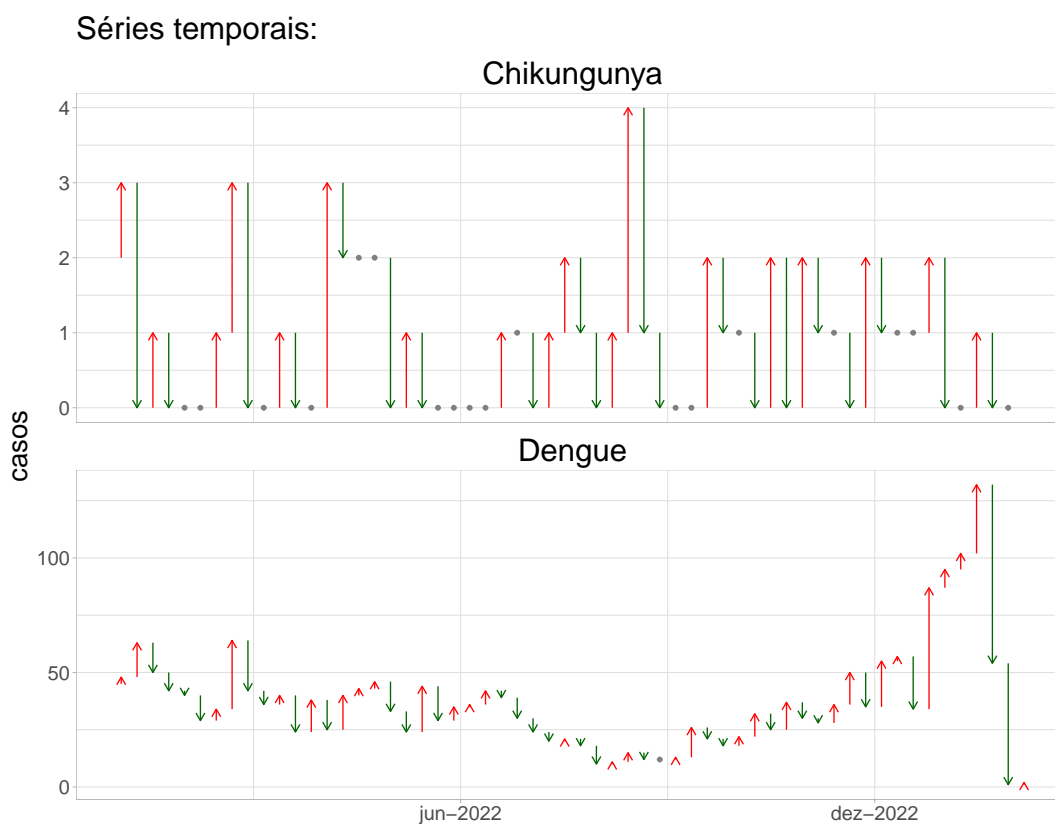 Séries temporais:
Chikungunya
4
3
2
1
0
casos
Dengue
100
50
0
jun−2022
dez−2022